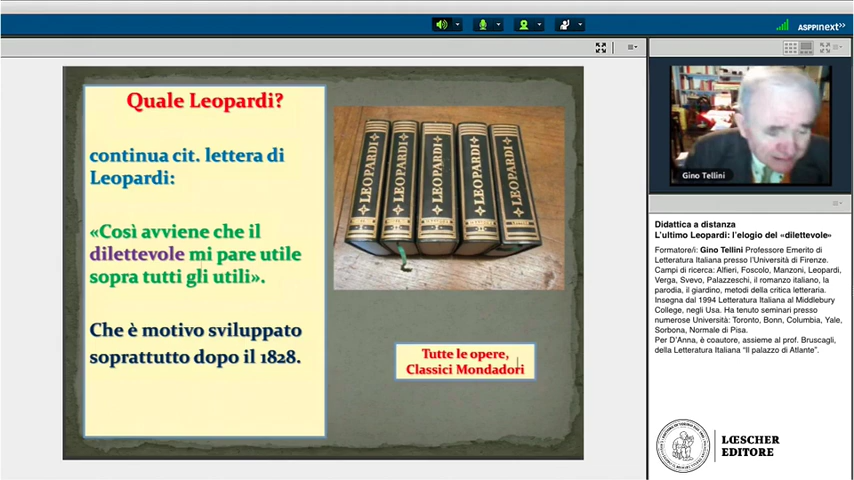 ASPPInext»
Quale Leopardi?
continua cit. lettera di
Leopardi:
«Così avviene che il
dilettevole mi pare utile
sopra tutti gli utili».
Che è motivo sviluppato
soprattutto dopo il 1828.
LEOPARDI
LEOPARDI
LEOPARDI
LEOPARDI
LEOPARDI
Tutte le opere,
Classici Mondadori
Gino Tellini
Didattica a distanza
L'ultimo Leopardi: l'elogio del «dilettevole»
Formatore/i: Gino Tellini Professore Emerito di
Letteratura Italiana presso l'Università di Firenze.
Campi di ricerca: Alfieri, Foscolo, Manzoni, Leopardi,
Verga, Svevo, Palazzeschi, il romanzo italiano, la
parodia, il giardino, metodi della critica letteraria.
Insegna dal 1994 Letteratura Italiana al Middlebury
College, negli Usa. Ha tenuto seminari presso
numerose Università: Toronto, Bonn, Columbia, Yale,
Sorbona, Normale di Pisa.
Per D'Anna, è coautore, assieme al prof. Bruscagli,
della Letteratura Italiana "Il palazzo di Atlante".
LŒSCHER
EDITORE